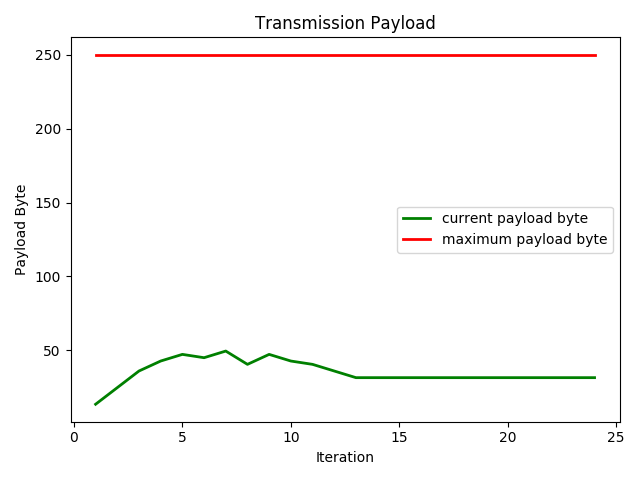 Transmission Payload
250
200
150
100
50
Payload Byte
current payload byte
maximum payload byte
0 5 10 15 20 25
Iteration